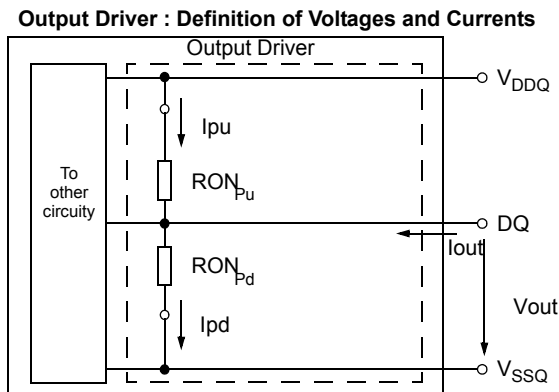 Output Driver : Definition of Voltages and Currents
Output Driver
VDDQ
Ipu
To
other
circuity
RONPu
DQ
Iout
RONPd
Vout
Ipd
VSSQ